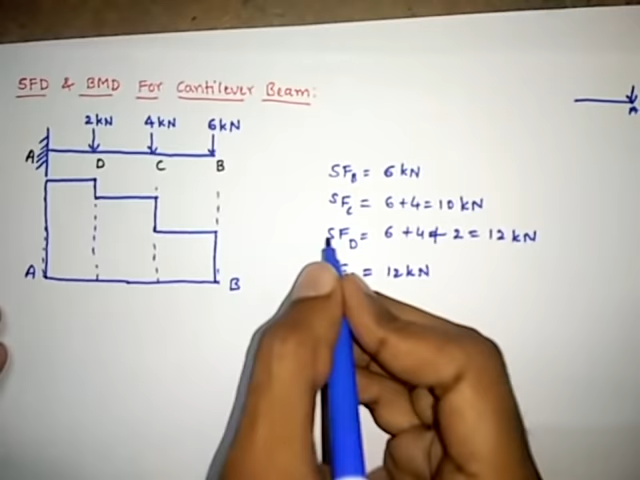 SFD & BMD For Cantilever Beam:
2kN 4kN 6kN
A D C B
SFB = 6kN
SFC = 6+4=10kN
SFD = 6+4+2=12kN
= 12kN
A B
A